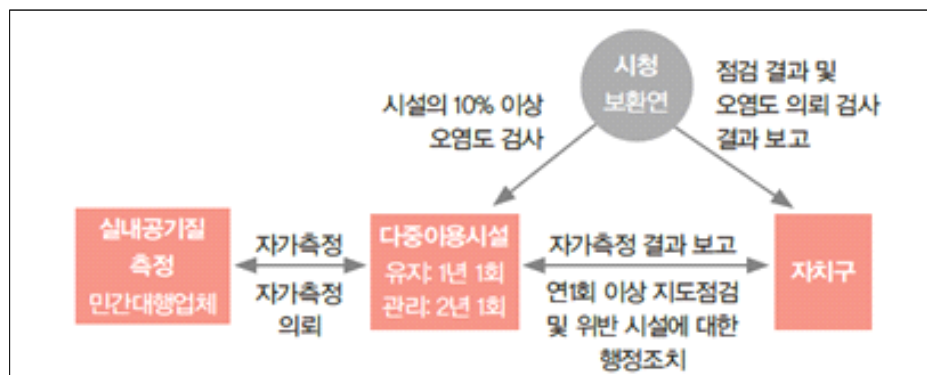 시청
보환연
점검 결과 및
오염도 의뢰 검사
결과 보고
시설의 10% 이상
오염도 검사
실내공기질
측정
민간대행업체
자가측정
자가측정
의뢰
다중이용시설
유지: 1년 1회
관리: 2년 1회
자가측정 결과 보고
연1회 이상 지도점검
및 위반 시설에 대한
행정조치
자치구